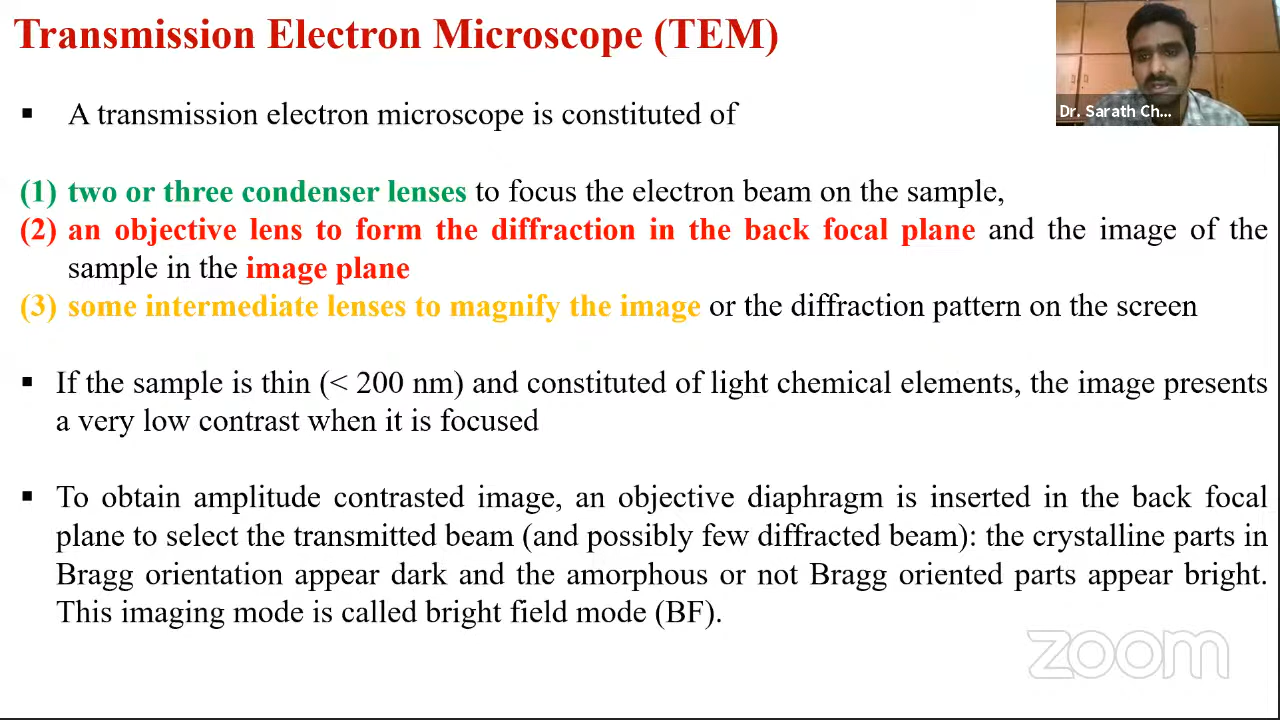 Transmission Electron Microscope (TEM)
Dr. Sarath Ch...
▪ A transmission electron microscope is constituted of
(1) two or three condenser lenses to focus the electron beam on the sample,
(2) an objective lens to form the diffraction in the back focal plane and the image of the
sample in the image plane
(3) some intermediate lenses to magnify the image or the diffraction pattern on the screen
▪ If the sample is thin (< 200 nm) and constituted of light chemical elements, the image presents
a very low contrast when it is focused
▪ To obtain amplitude contrasted image, an objective diaphragm is inserted in the back focal
plane to select the transmitted beam (and possibly few diffracted beam): the crystalline parts in
Bragg orientation appear dark and the amorphous or not Bragg oriented parts appear bright.
This imaging mode is called bright field mode (BF).
zoom